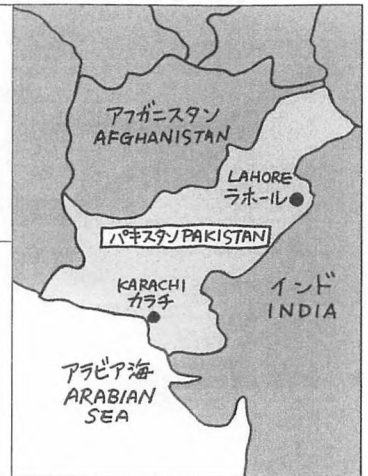 アフガニスタン
AFGHANISTAN
LAHORE
ラホール
パキスタン PAKISTAN
KARACHI
カラチ
インド
INDIA
アラビア海
ARABIAN
SEA